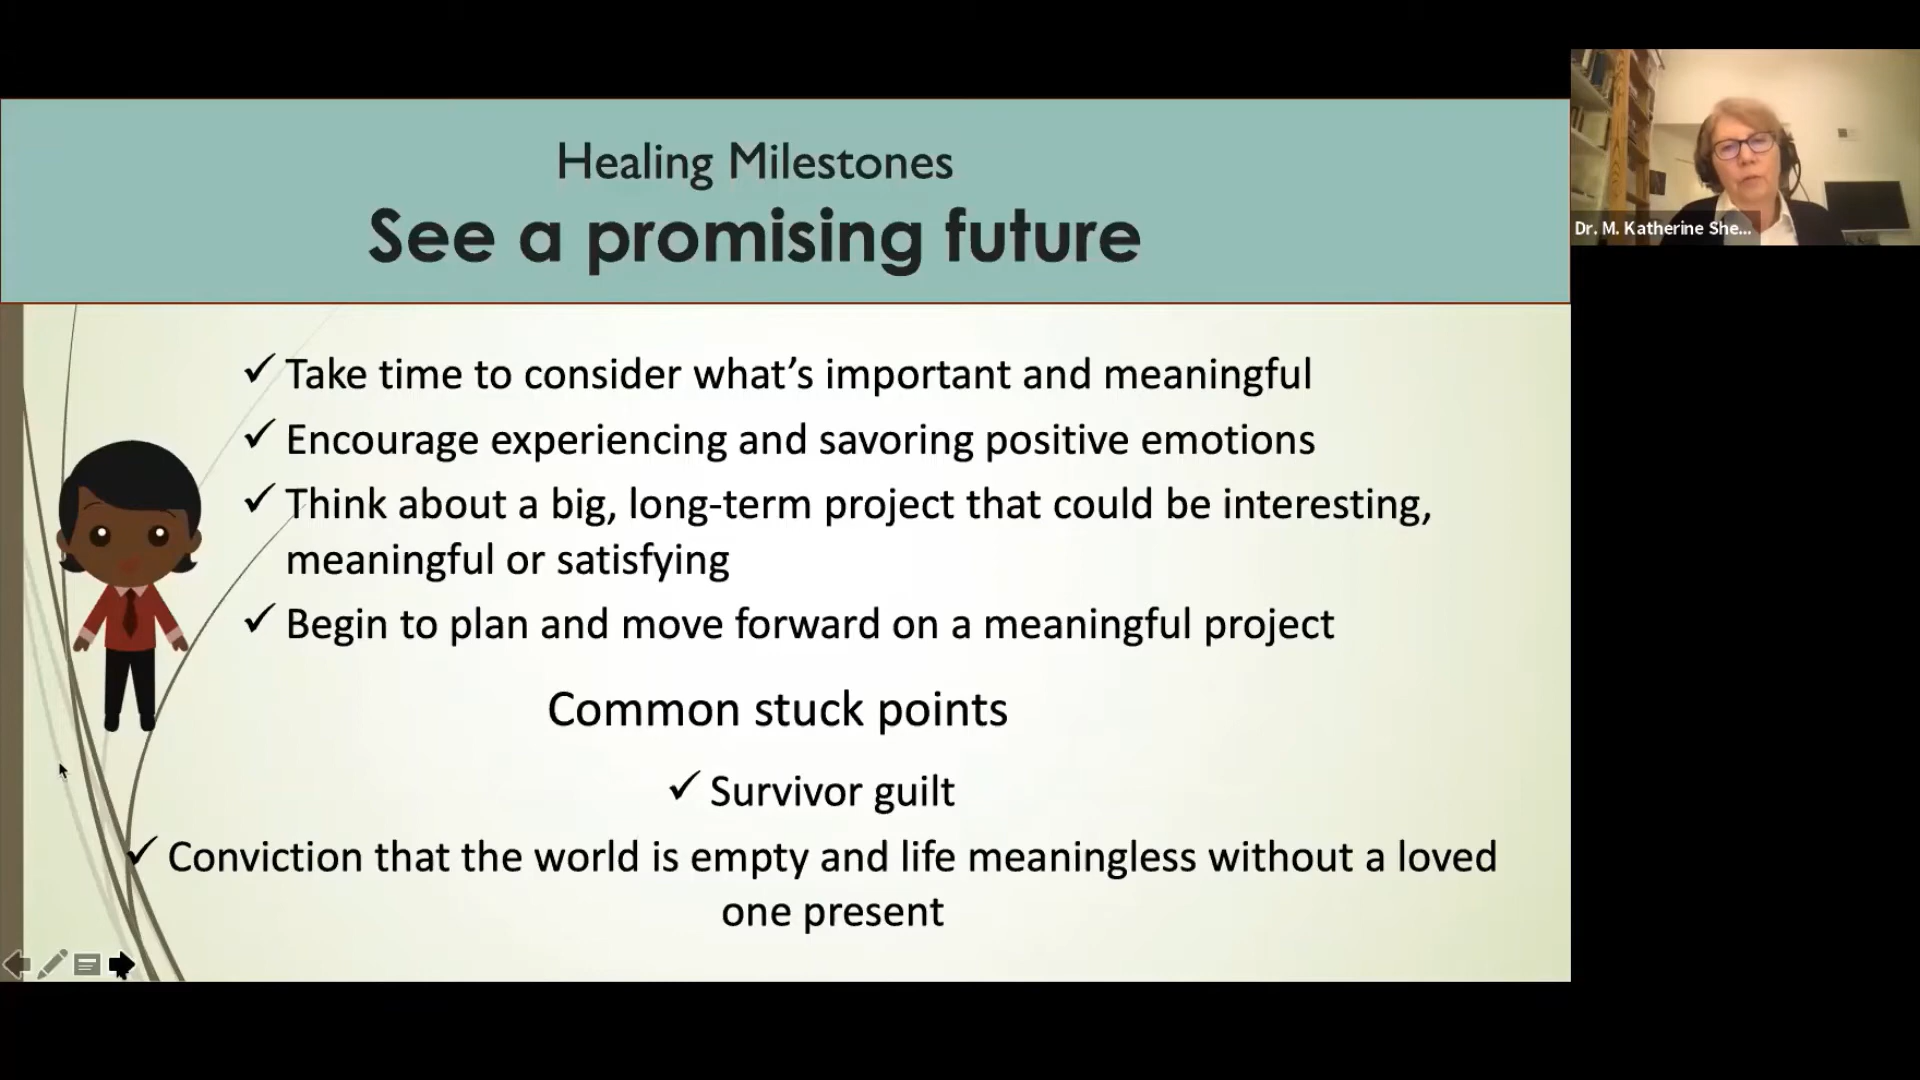 Healing Milestones
See a promising future
✓ Take time to consider what's important and meaningful
✓ Encourage experiencing and savoring positive emotions
✓ Think about a big, long-term project that could be interesting,
meaningful or satisfying
✓ Begin to plan and move forward on a meaningful project
Common stuck points
✓ Survivor guilt
✓ Conviction that the world is empty and life meaningless without a loved
one present
Dr. M. Katherine She...